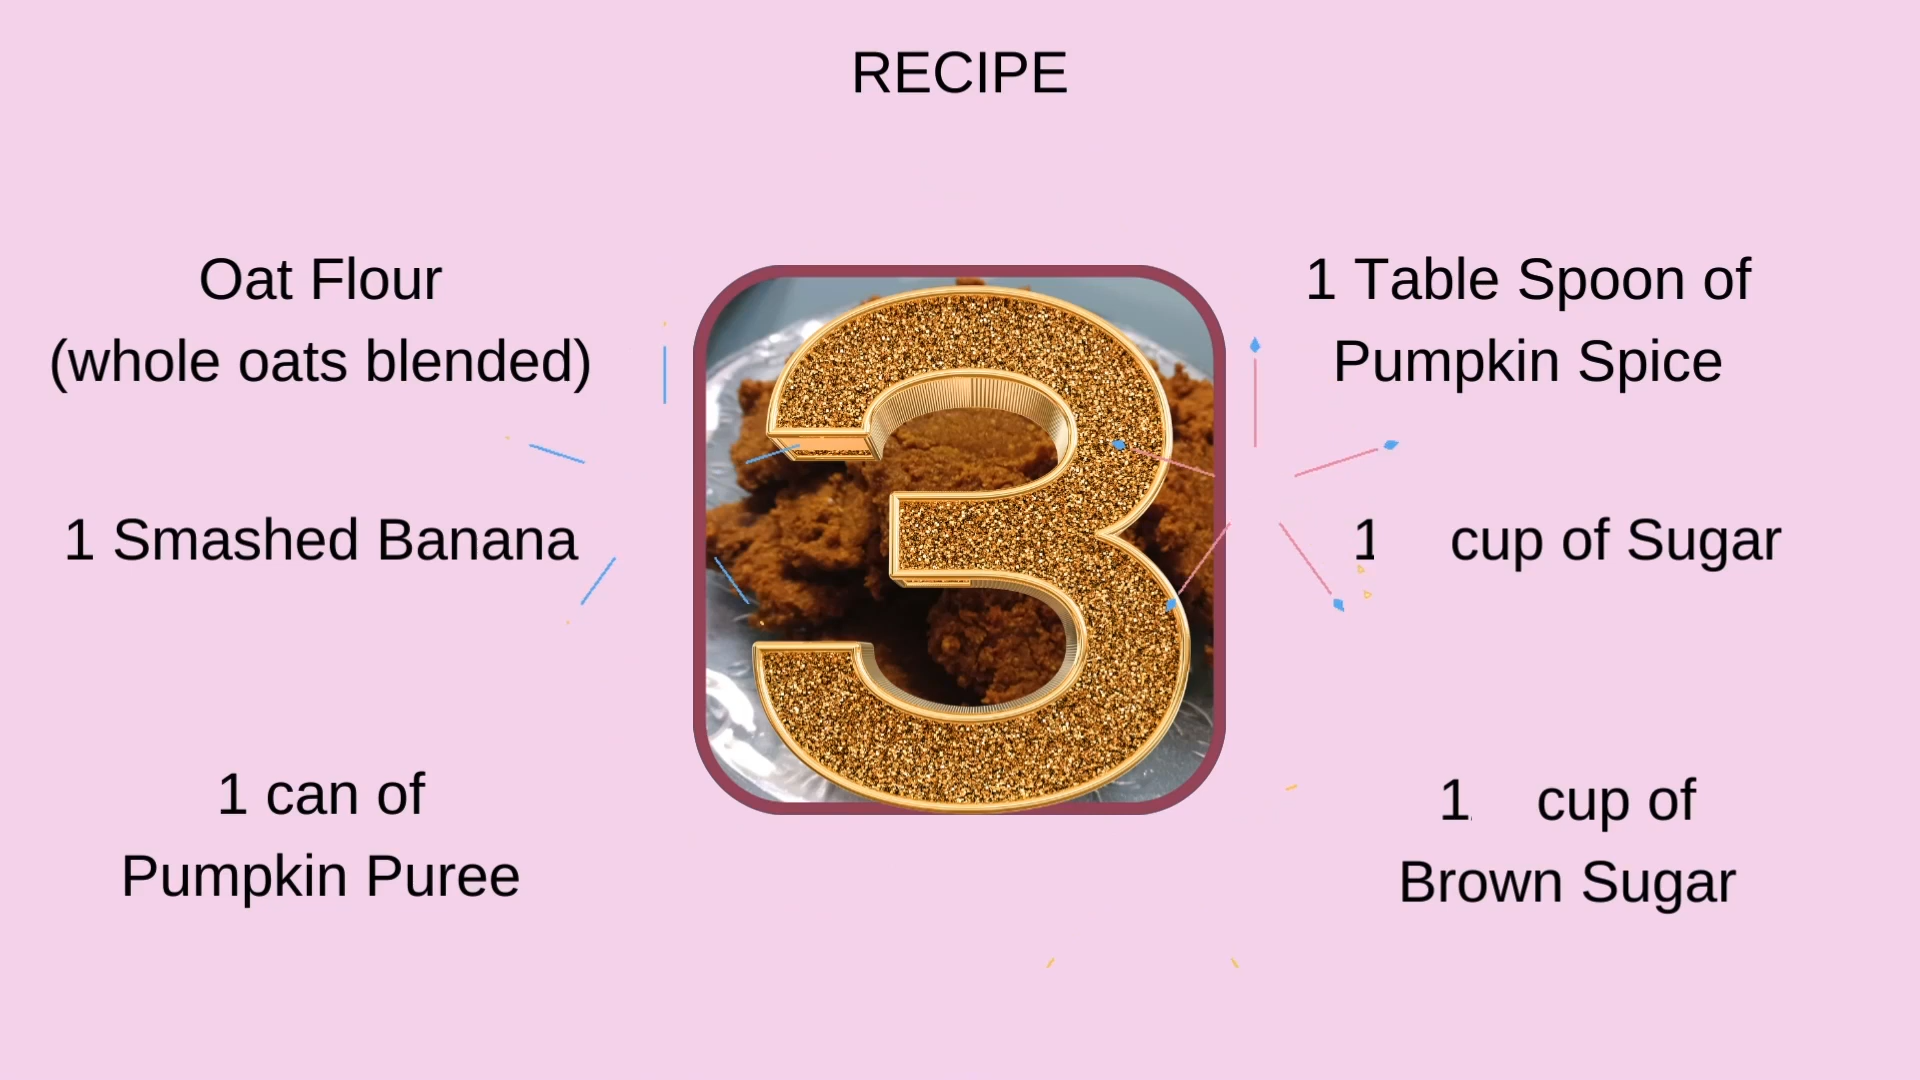 RECIPE
Oat Flour
(whole oats blended)
1 Smashed Banana
1 can of
Pumpkin Puree
3
1 Table Spoon of
Pumpkin Spice
1 cup of Sugar
1 cup of
Brown Sugar